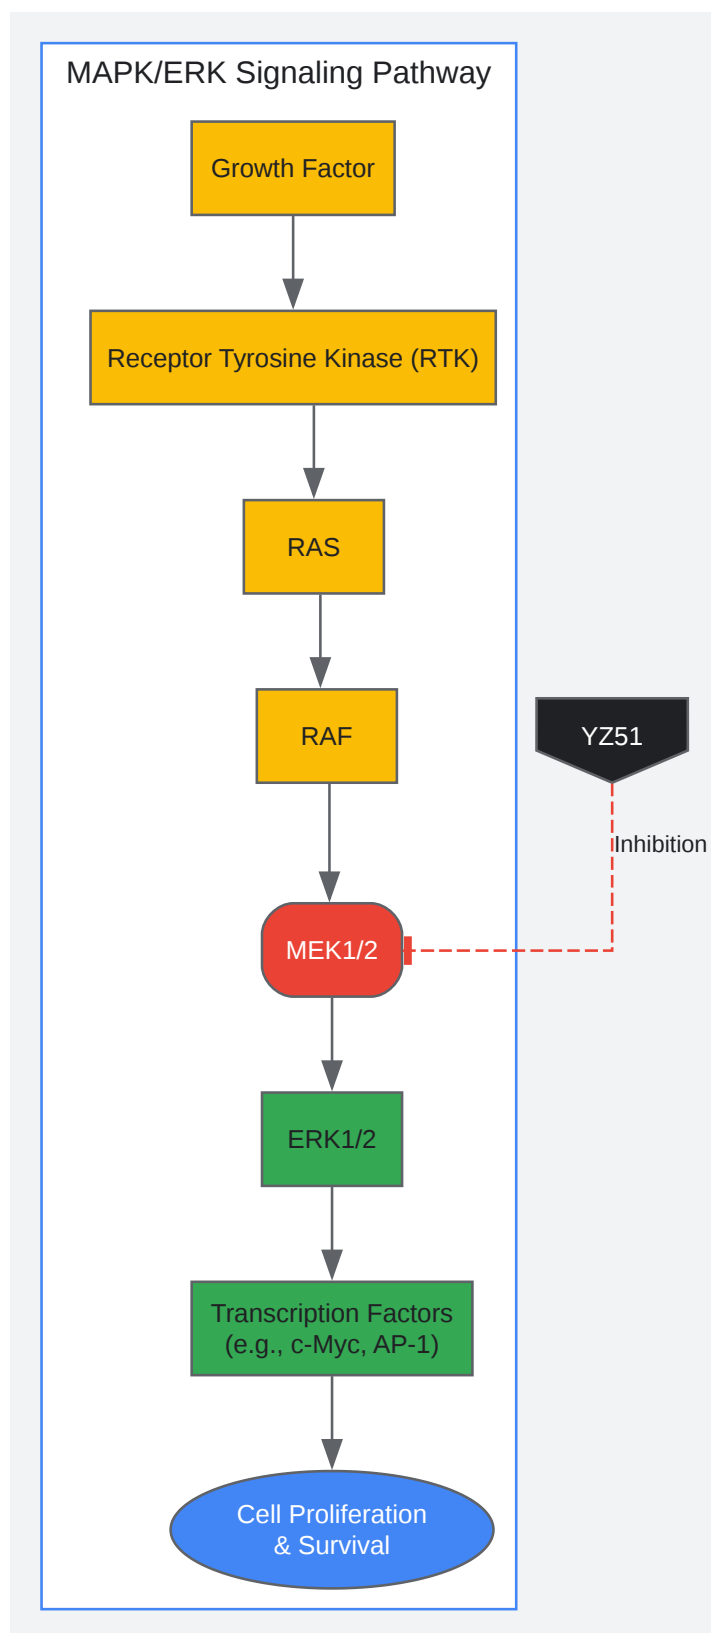 MAPK/ERK Signaling Pathway
Growth Factor
Receptor Tyrosine Kinase (RTK)
RAS
RAF
YZ51
Inhibition
MEK1/2
ERK1/2
Transcription Factors
(e.g., c-Myc, AP-1)
Cell Proliferation
& Survival